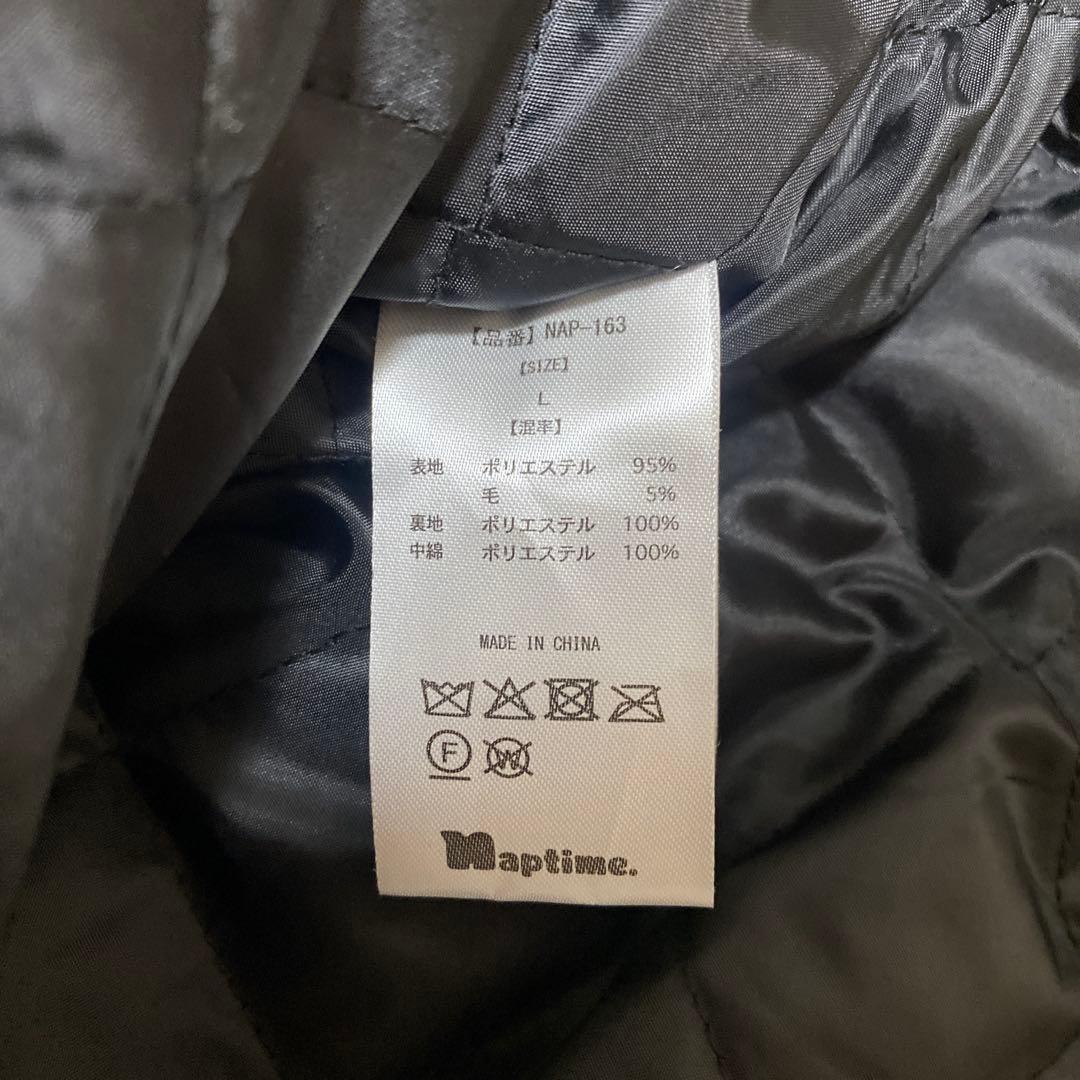 【品番】NAP-163
【SIZE】
L
【混率】
表地 ポリエステル 95%
毛 5%
裏地 ポリエステル 100%
中綿 ポリエステル 100%
MADE IN CHINA
F W
Naptime.